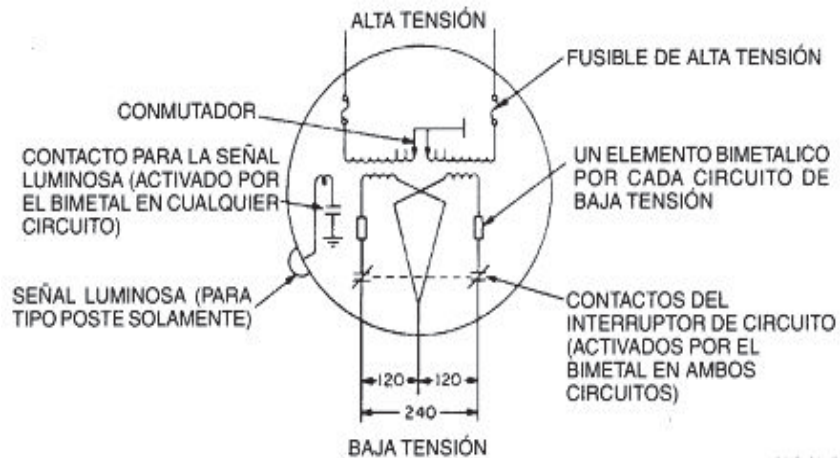 ALTA TENSIÓN
FUSIBLE DE ALTA TENSIÓN
CONMUTADOR
CONTACTO PARA LA SEÑAL
LUMINOSA (ACTIVADO POR
EL BIMETAL EN CUALQUIER
CIRCUITO)
UN ELEMENTO BIMETALICO
POR CADA CIRCUITO DE
BAJA TENSIÓN
SEÑAL LUMINOSA (PARA
TIPO POSTE SOLAMENTE)
CONTACTOS DEL
INTERRUPTOR DE CIRCUITO
(ACTIVADOS POR EL
BIMETAL EN AMBOS
CIRCUITOS)
120 120
240
BAJA TENSIÓN